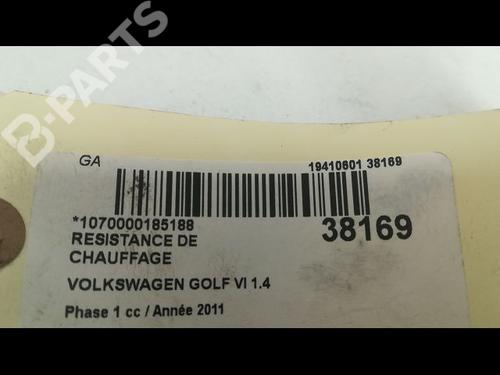 B-PARTS
GA
19410601 38169
*1070000185188
38169
RESISTANCE DE
CHAUFFAGE
VOLKSWAGEN GOLF VI 1.4
Phase 1 cc / Année 2011